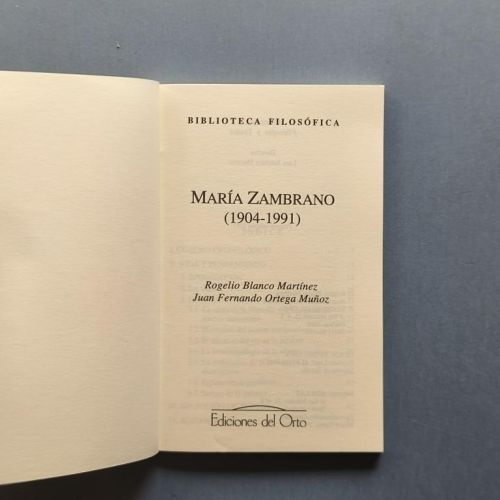 BIBLIOTECA FILOSÓFICA
MARÍA ZAMBRANO
(1904-1991)
Rogelio Blanco Martínez
Juan Fernando Ortega Muñoz
Ediciones del Orto